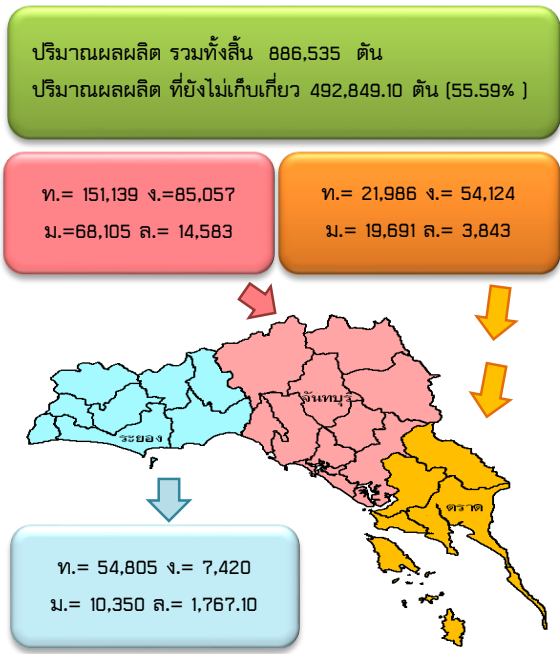 ปริมาณผลผลิต รวมทั้งสิ้น 886,535 ตัน
ปริมาณผลผลิต ที่ยังไม่เก็บเกี่ยว 492,849.10 ตัน (55.59% )
ท.= 151,139 ง.=85,057
ม.=68,105 ล.= 14,583
ท.= 21,986 ง.= 54,124
ม.= 19,691 ล.= 3,843
จันทบุรี
ระยอง
ตราด
ท.= 54,805 ง.= 7,420
ม.= 10,350 ล.= 1,767.10